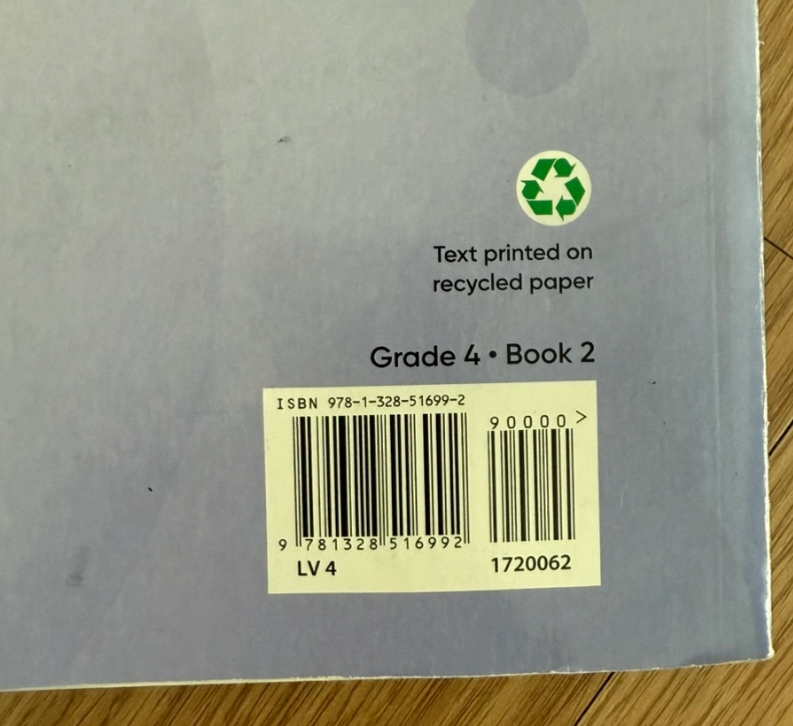 Text printed on
recycled paper
Grade 4 • Book 2
ISBN 978-1-328-51699-2
90000>
9 781328 516992
LV 4
1720062